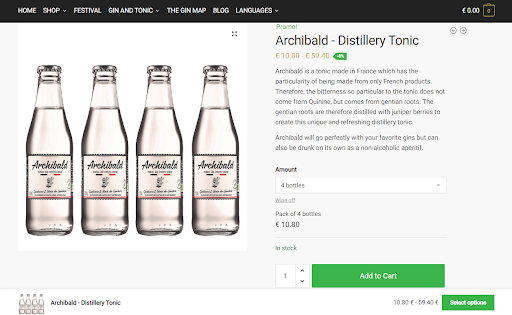 HOME SHOP FESTIVAL GIN AND TONIC THE GIN MAP BLOG LANGUAGES € 0.00 0
Promo!
Archibald - Distillery Tonic
€ 10.80 - € 59.40
Archibald is a tonic made in France which has the
particularity of being made from only French products.
Therefore, the bitterness so particular to the tonic does not
come from Quinine, but comes from gentian roots. The
gentian roots are therefore distilled with juniper berries to
create this unique and refreshing distillery tonic.
Archibald will go perfectly with your favorite gins but can
also be drunk on its own as a non-alcoholic aperitif.
Archibald Archibald Archibald Archibald
Amount
4 bottles
Wipe off
Pack of 4 bottles
€ 10.80
In stock
1
Add to Cart
Archibald - Distillery Tonic
10.80 € - 59.40 €
Select options